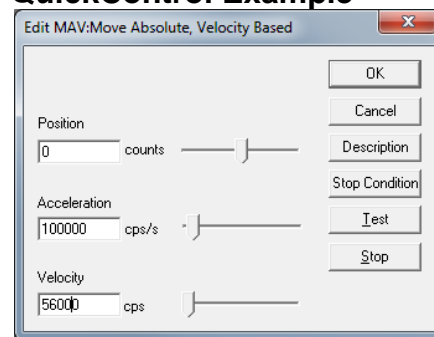 QuickControl Example
Edit MAV:Move Absolute, Velocity Based
OK
Cancel
Position
0 counts
Description
Stop Condition
Acceleration
100000 cps/s
Test
Stop
Velocity
56000 cps